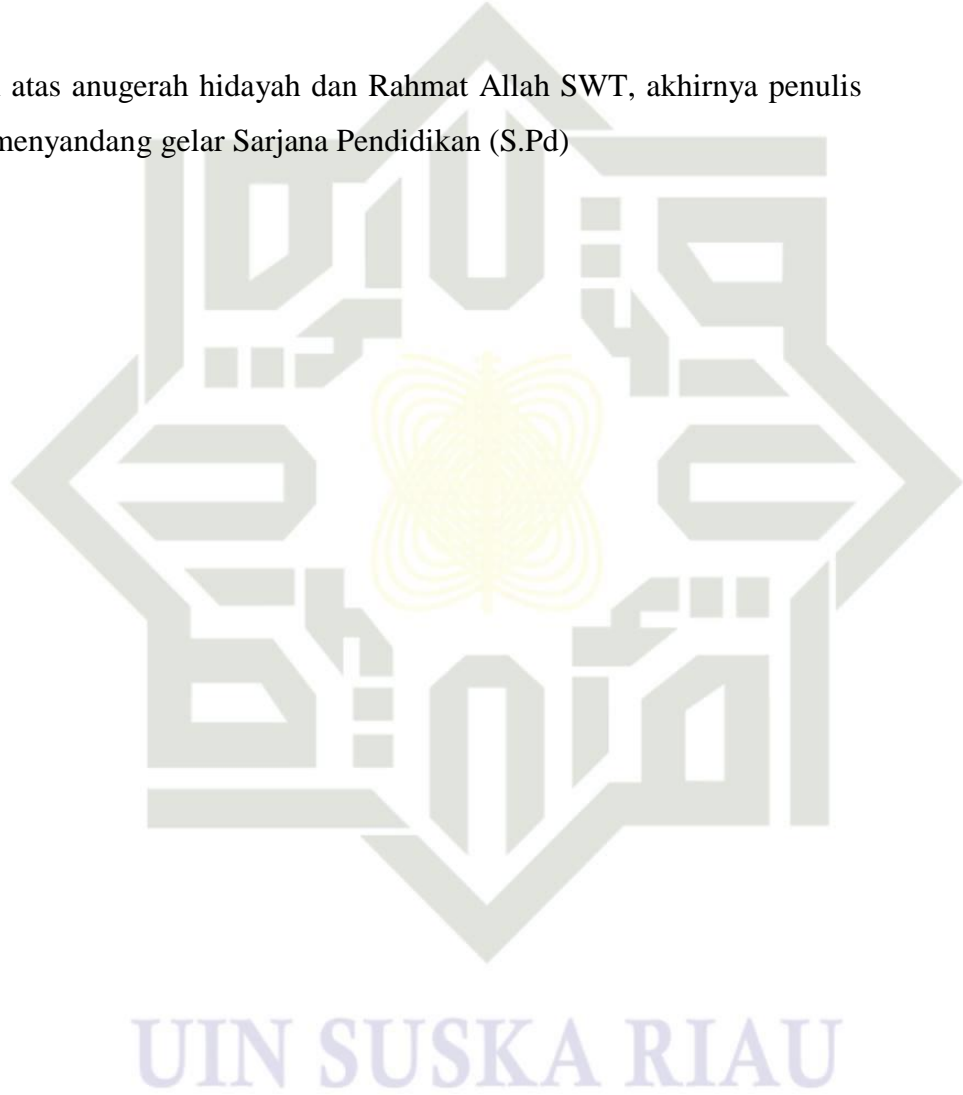 atas anugerah hidayah dan Rahmat Allah SWT, akhirnya penulis
menyandang gelar Sarjana Pendidikan (S.Pd)
UIN SUSKA RIAU